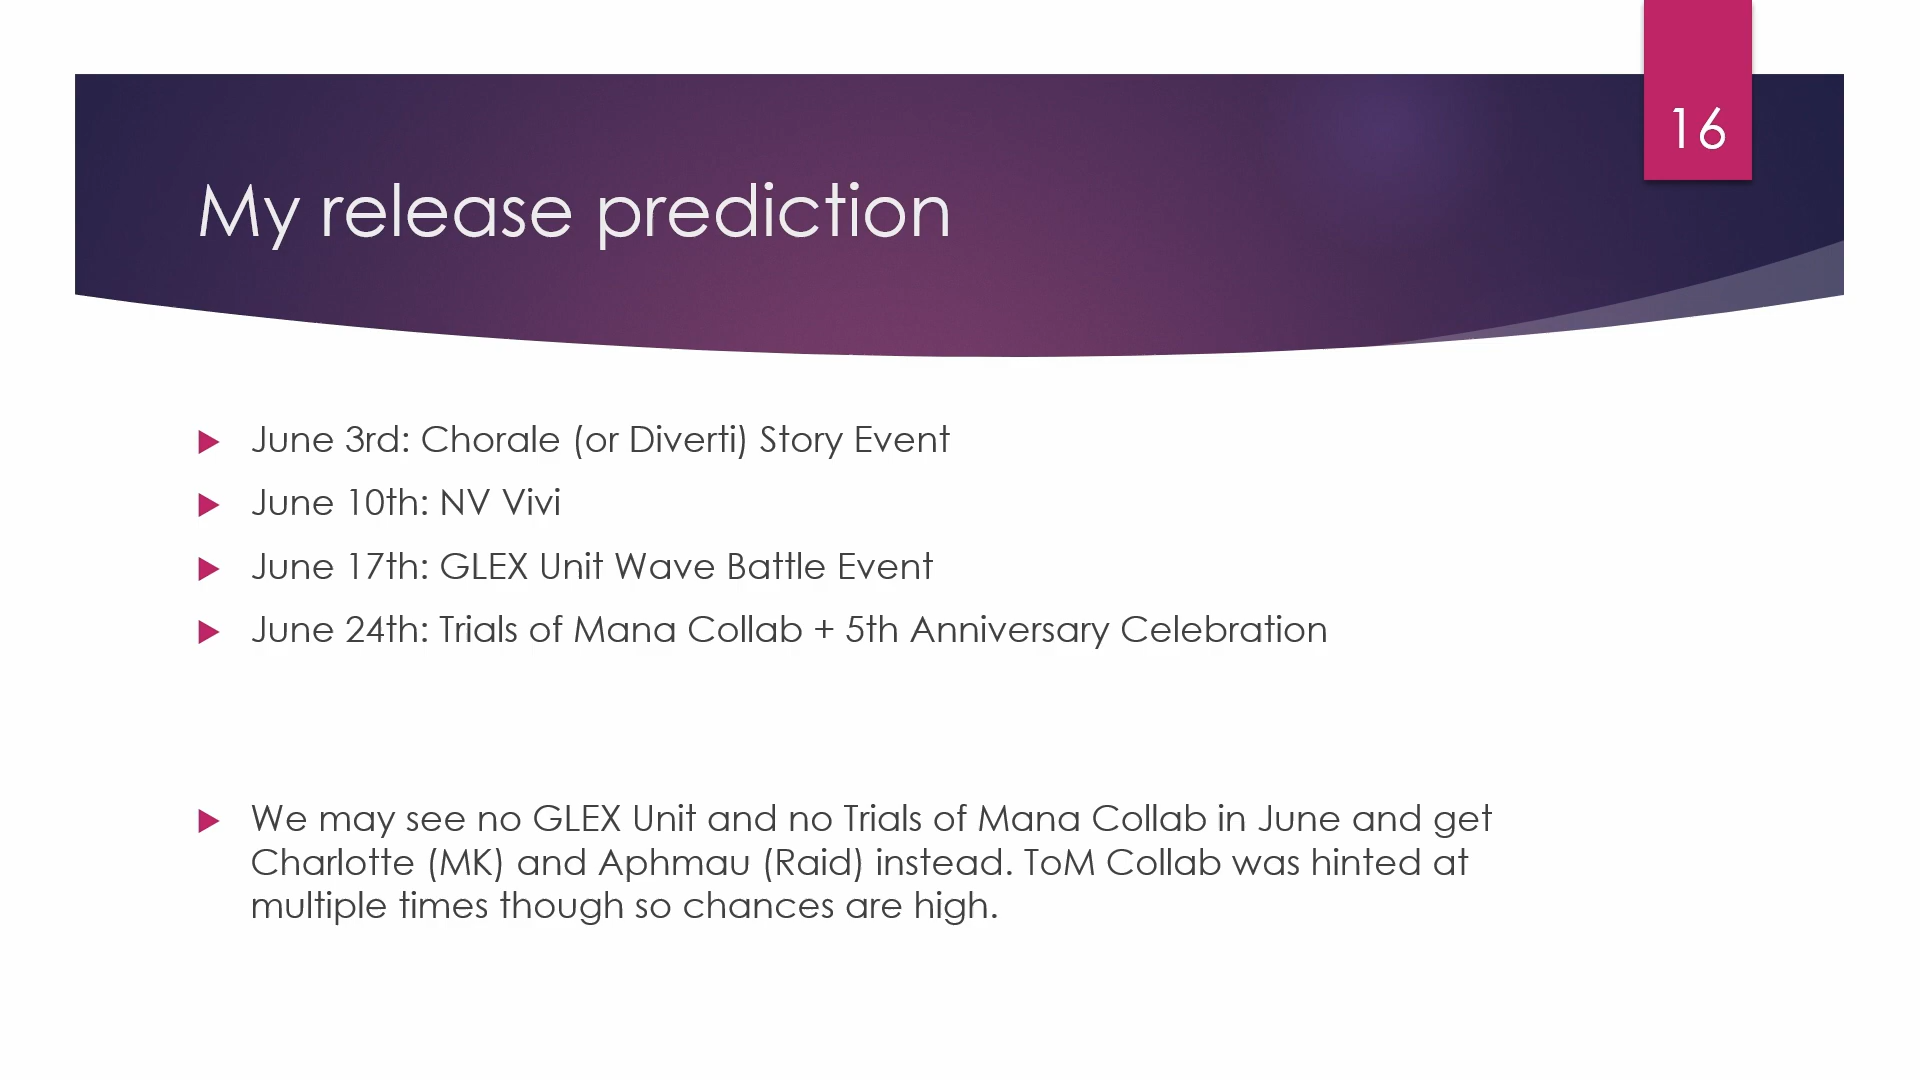 16
My release prediction
June 3rd: Chorale (or Diverti) Story Event
June 10th: NV Vivi
June 17th: GLEX Unit Wave Battle Event
June 24th: Trials of Mana Collab + 5th Anniversary Celebration
We may see no GLEX Unit and no Trials of Mana Collab in June and get
Charlotte (MK) and Aphmau (Raid) instead. ToM Collab was hinted at
multiple times though so chances are high.